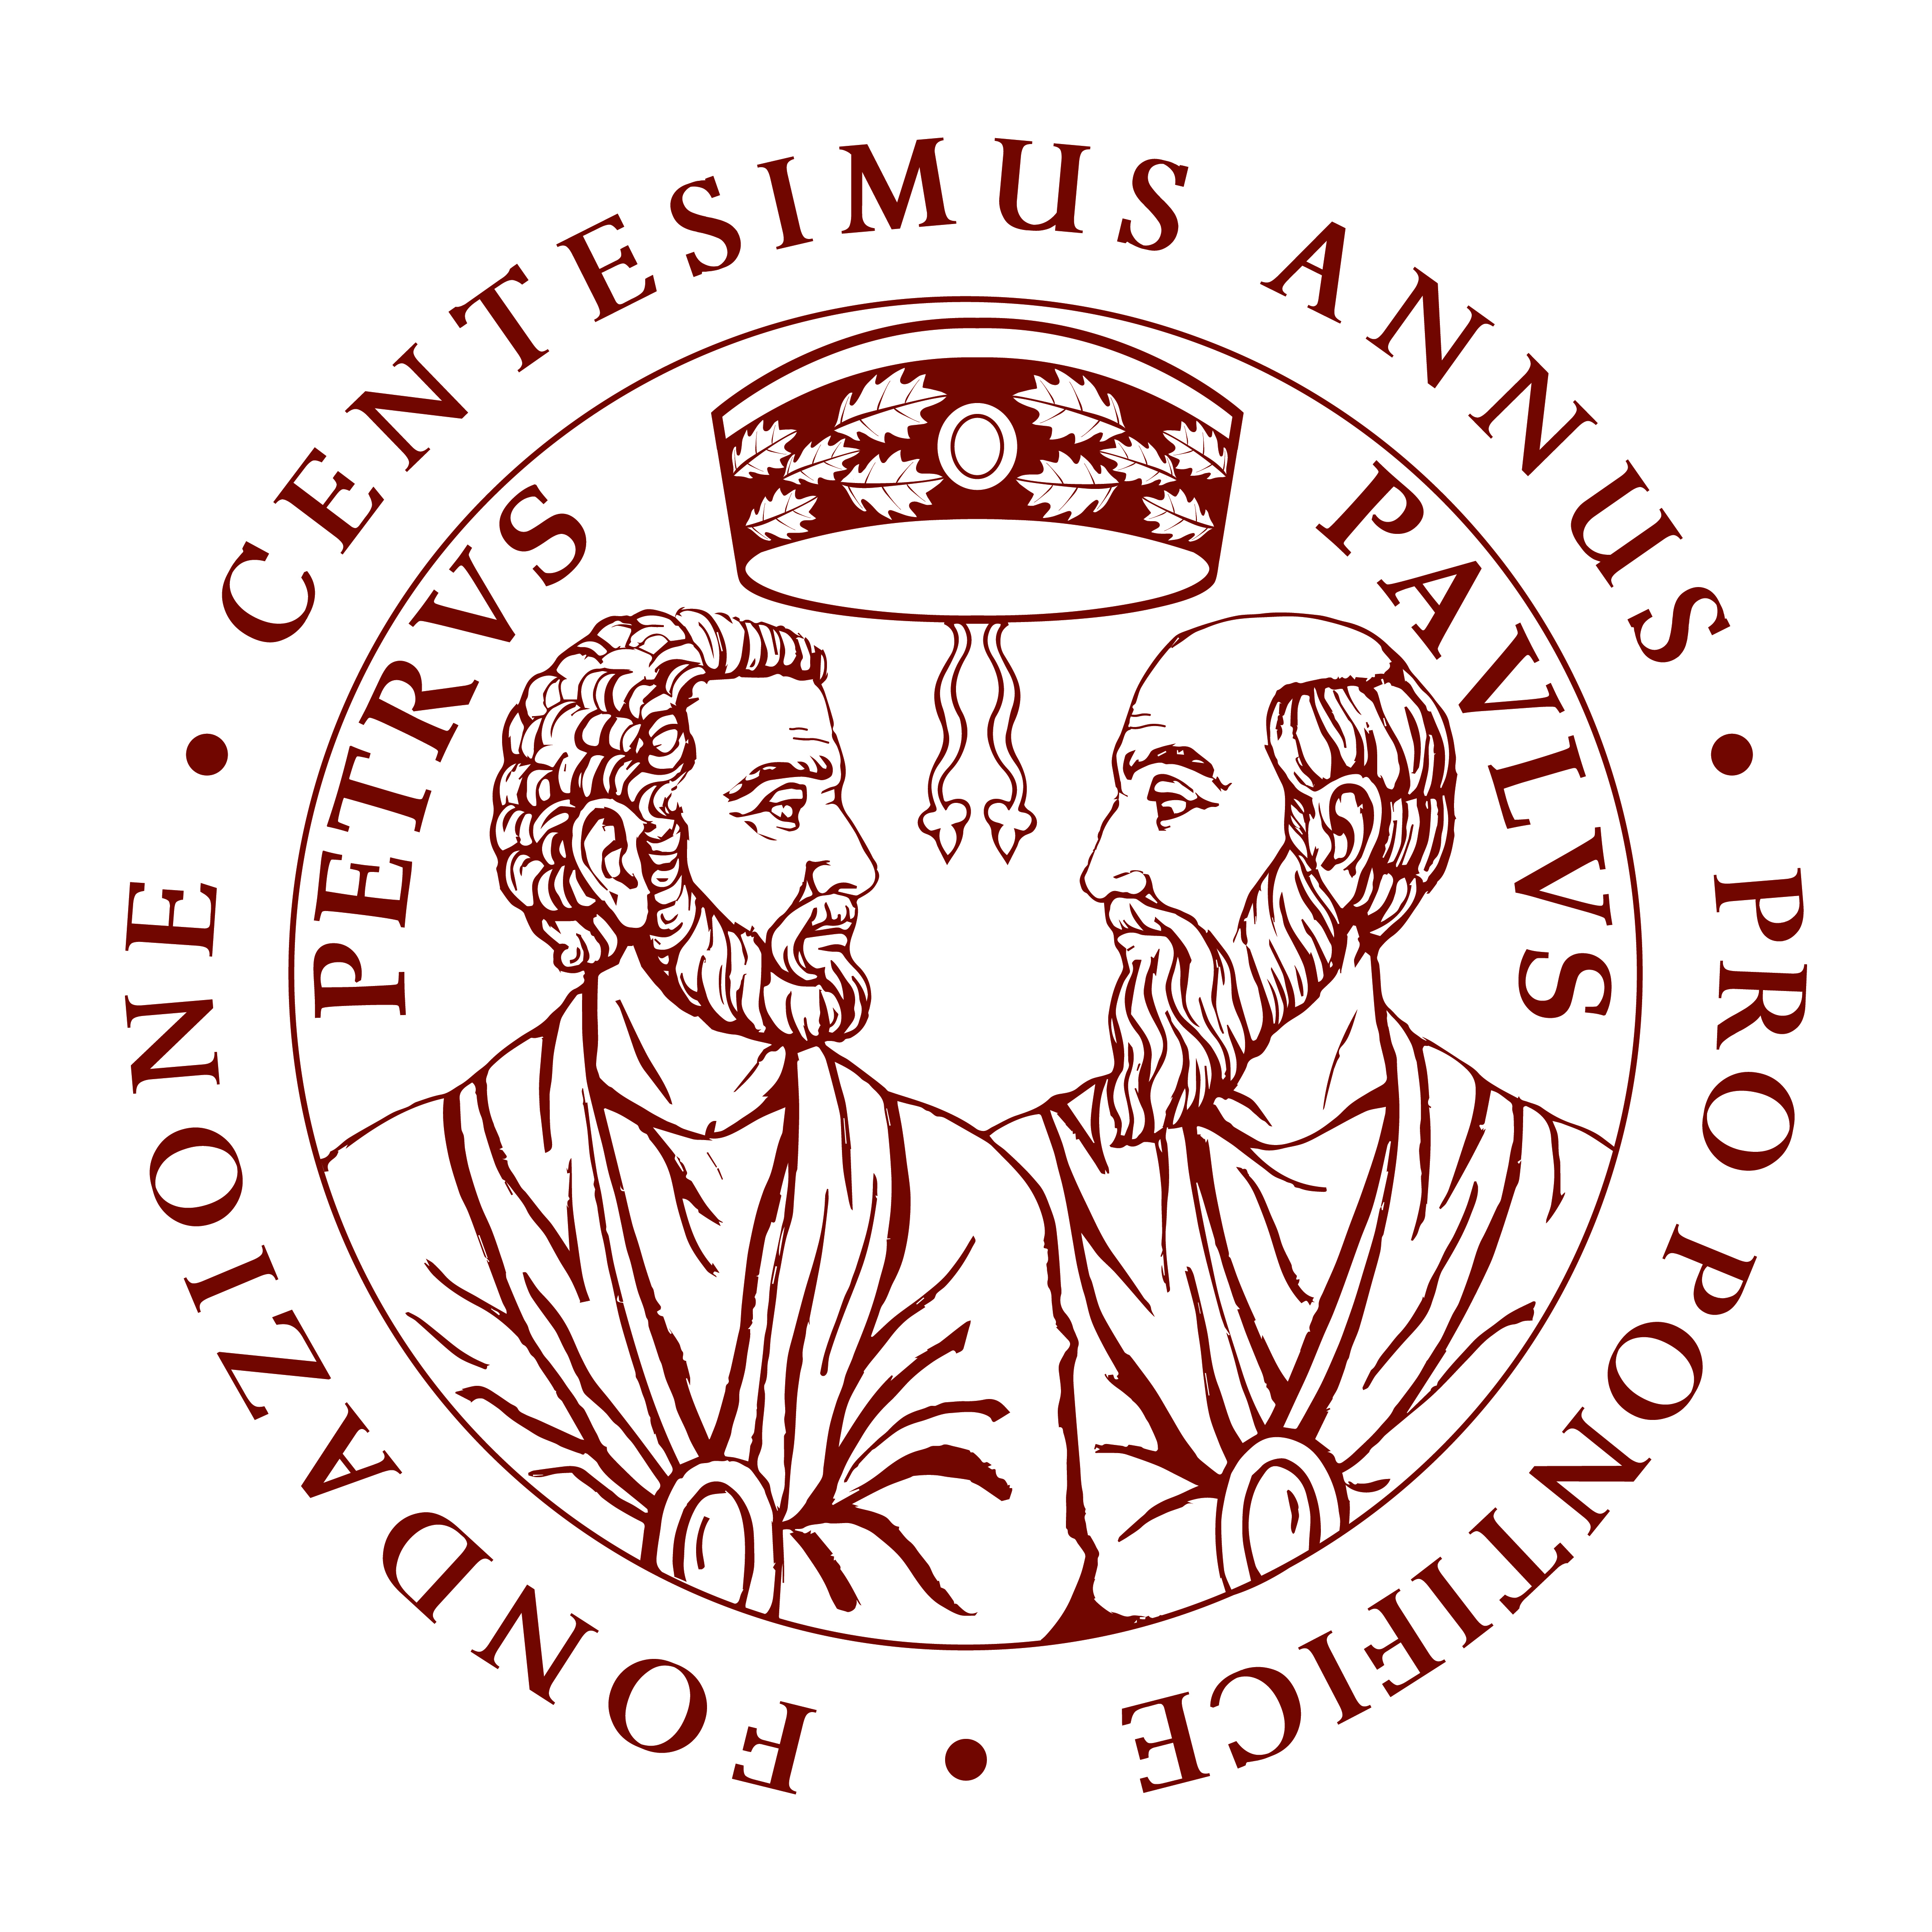 FONDAZIONE • CENTESIMUS ANNUS • PRO PONTIFICE •
PETRVS
PAVLVS